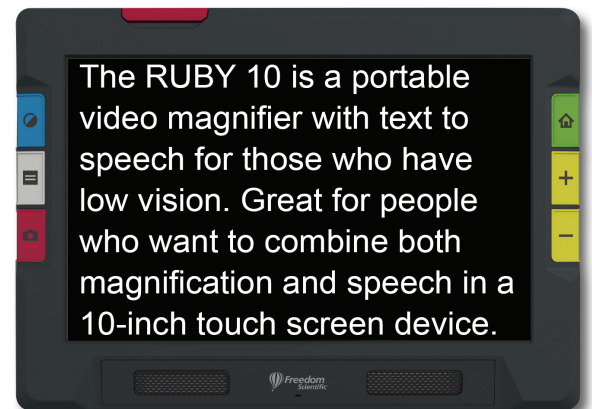 The RUBY 10 is a portable
video magnifier with text to
speech for those who have
low vision. Great for people
who want to combine both
magnification and speech in a
10-inch touch screen device.
Freedom
Scientific